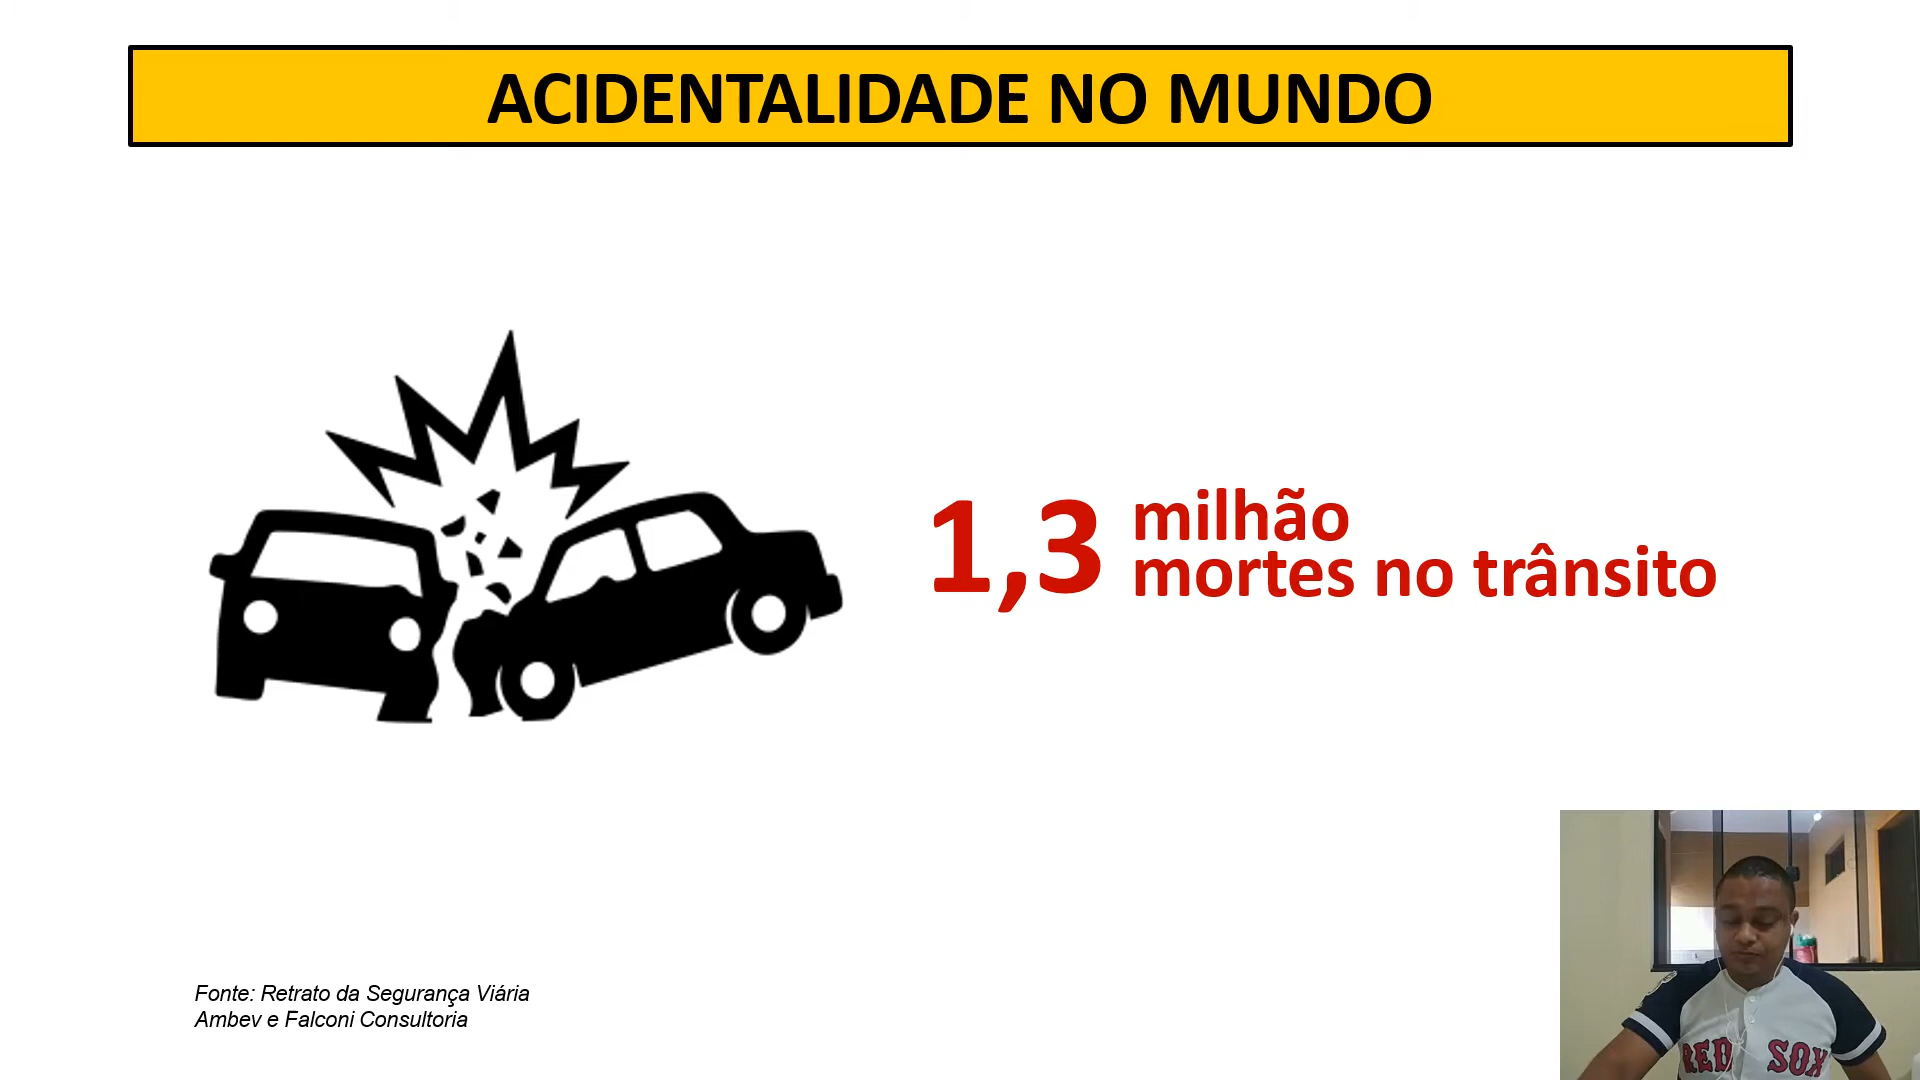 ACIDENTALIDADE NO MUNDO
1,3 milhão
mortes no trânsito
Fonte: Retrato da Segurança Viária
Ambev e Falconi Consultoria
RED SOX